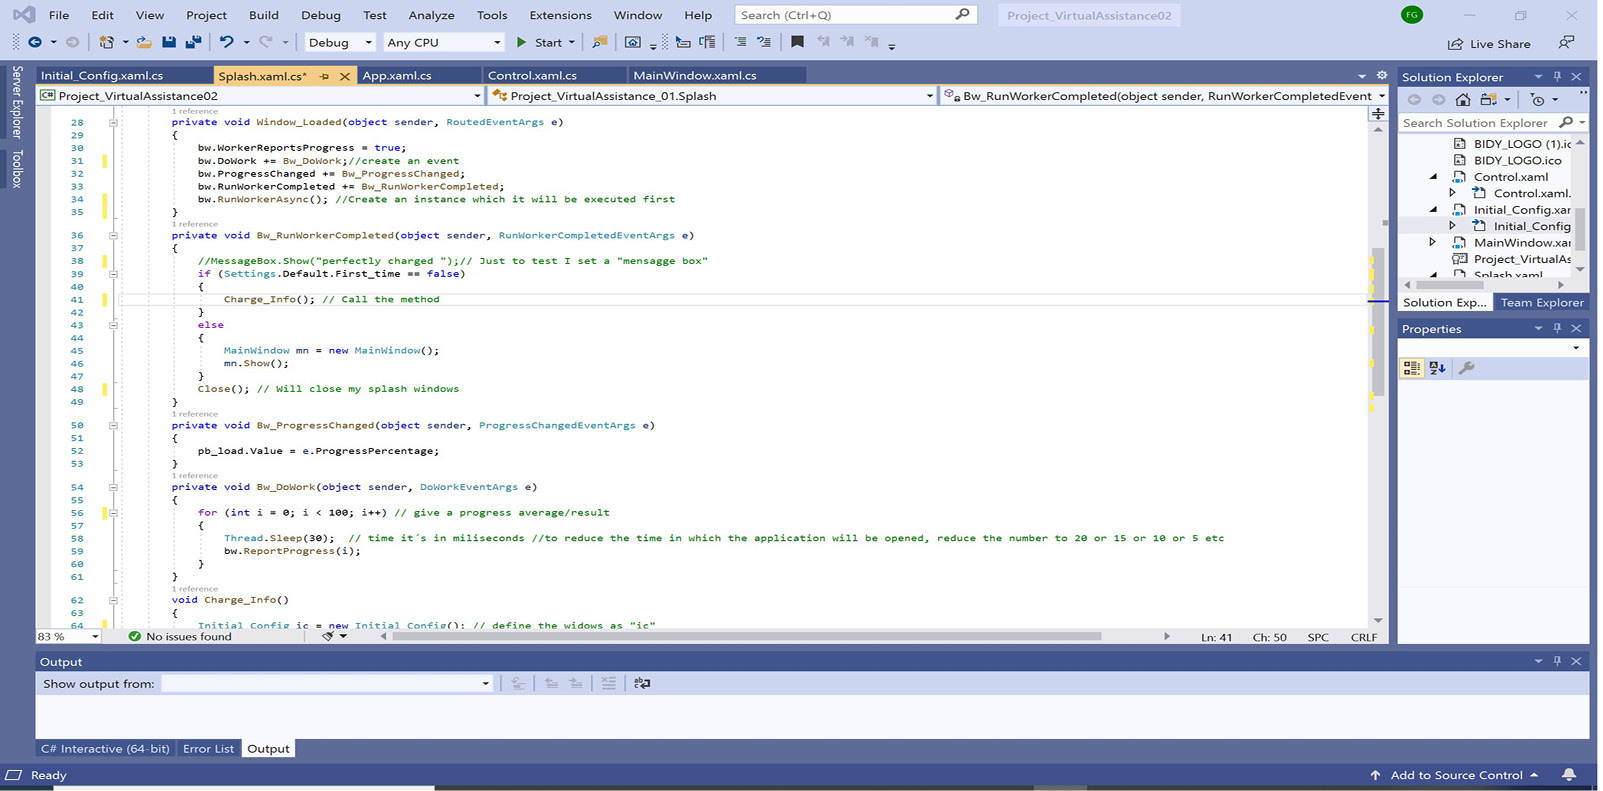 File Edit View Project Build Debug Test Analyze Tools Extensions Window Help Search (Ctrl+Q) Project_VirtualAssistance02 FG
Debug Any CPU Start Live Share
Server Explorer
Toolbox
Initial_Config.xaml.cs Splash.xaml.cs* App.xaml.cs Control.xaml.cs MainWindow.xaml.cs
C# Project_VirtualAssistance02 Project_VirtualAssistance_01.Splash Bw_RunWorkerCompleted(object sender, RunWorkerCompletedEvent
1 reference
28 private void Window_Loaded(object sender, RoutedEventArgs e)
29 {
30 bw.WorkerReportsProgress = true;
31 bw.DoWork += Bw_DoWork;//create an event
32 bw.ProgressChanged += Bw_ProgressChanged;
33 bw.RunWorkerCompleted += Bw_RunWorkerCompleted;
34 bw.RunWorkerAsync(); //Create an instance which it will be executed first
35 }
1 reference
36 private void Bw_RunWorkerCompleted(object sender, RunWorkerCompletedEventArgs e)
37 {
38 //MessageBox.Show("perfectly charged ");// Just to test I set a "mensagge box"
39 if (Settings.Default.First_time == false)
40 {
41 Charge_Info(); // Call the method
42 }
43 else
44 {
45 MainWindow mn = new MainWindow();
46 mn.Show();
47 }
48 Close(); // Will close my splash windows
49 }
1 reference
50 private void Bw_ProgressChanged(object sender, ProgressChangedEventArgs e)
51 {
52 pb_load.Value = e.ProgressPercentage;
53 }
1 reference
54 private void Bw_DoWork(object sender, DoWorkEventArgs e)
55 {
56 for (int i = 0; i < 100; i++) // give a progress average/result
57 {
58 Thread.Sleep(30); // time it´s in miliseconds //to reduce the time in which the application will be opened, reduce the number to 20 or 15 or 10 or 5 etc
59 bw.ReportProgress(i);
60 }
61 }
1 reference
62 void Charge_Info()
63 {
64 Initial_Config ic = new Initial_Config(); // define the widows as "ic"
83 % No issues found Ln: 41 Ch: 50 SPC CRLF
Solution Explorer
Search Solution Explorer
BIDY_LOGO (1).ic
BIDY_LOGO.ico
Control.xaml
Control.xaml.
Initial_Config.xar
Initial_Config
MainWindow.xar
Project_VirtualAs
Splash.xaml
Solution Exp... Team Explorer
Properties
Output
Show output from:
C# Interactive (64-bit) Error List Output
Ready Add to Source Control